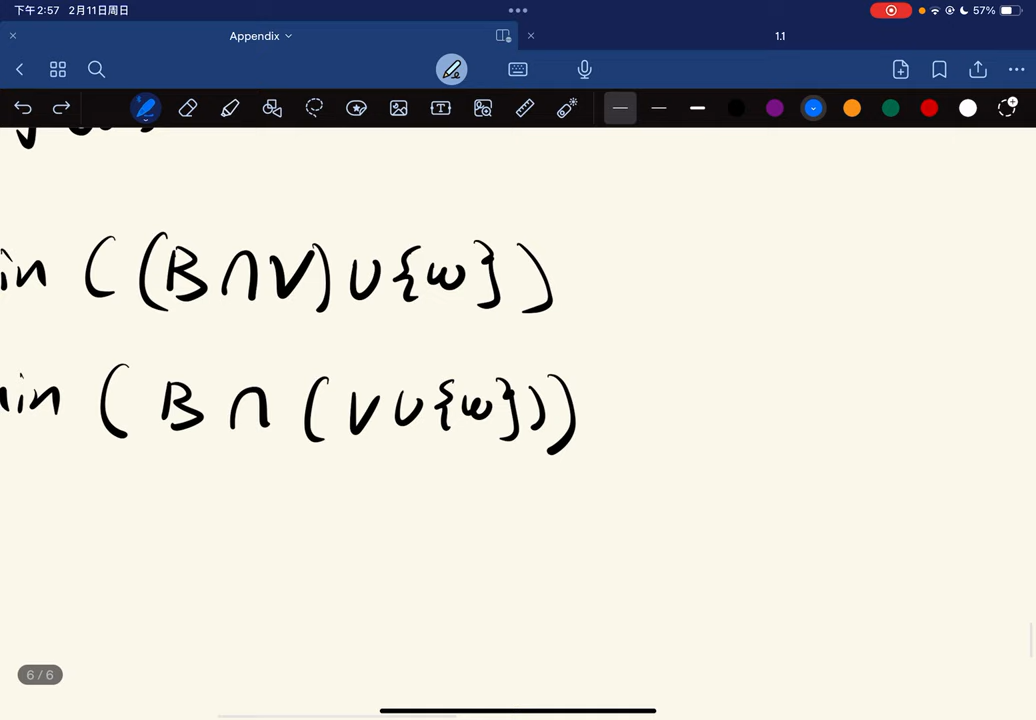 下午2:57 2月11日周日
57%
Appendix
1.1
in ((B∩V)∪{ω})
in (B∩(V∪{ω}))
6 / 6